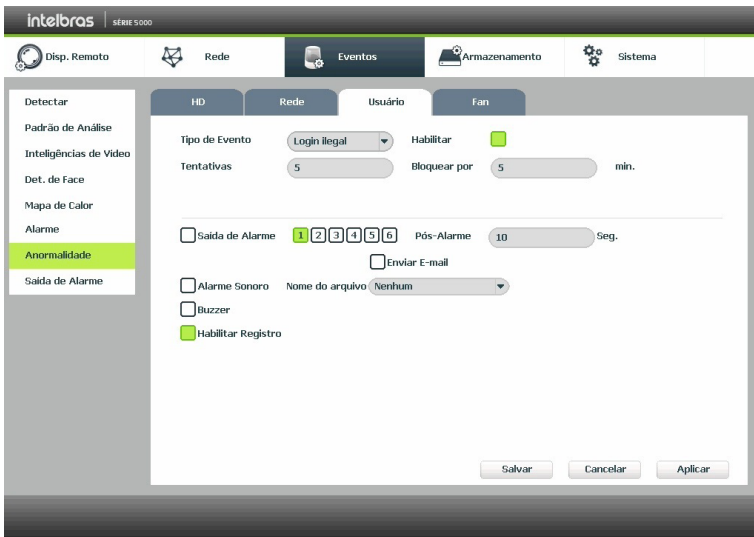 intelbras | SÉRIE 5000
Disp. Remoto Rede Eventos Armazenamento Sistema
Detectar
Padrão de Análise
Inteligências de Video
Det. de Face
Mapa de Calor
Alarme
Anormalidade
Saída de Alarme
HD Rede Usuário Fan
Tipo de Evento Login ilegal Habilitar
Tentativas 5 Bloquear por 5 min.
Saída de Alarme 1 2 3 4 5 6 Pós-Alarme 10 Seg.
Enviar E-mail
Alarme Sonoro Nome do arquivo Nenhum
Buzzer
Habilitar Registro
Salvar Cancelar Aplicar